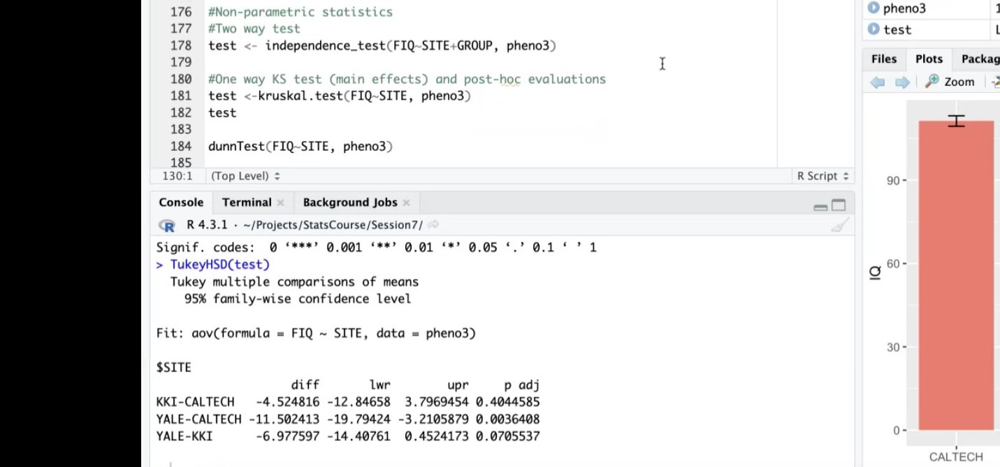 176 #Non-parametric statistics
177 #Two way test
178 test <- independence_test(FIQ~SITE+GROUP, pheno3)
179
180 #One way KS test (main effects) and post-hoc evaluations
181 test <-kruskal.test(FIQ~SITE, pheno3)
182 test
183
184 dunnTest(FIQ~SITE, pheno3)
185
130:1 (Top Level) R Script
Console Terminal Background Jobs
R 4.3.1 · ~/Projects/StatsCourse/Session7/
Signif. codes:  0 ‘***’ 0.001 ‘**’ 0.01 ‘*’ 0.05 ‘.’ 0.1 ‘ ’ 1
> TukeyHSD(test)
Tukey multiple comparisons of means
95% family-wise confidence level
Fit: aov(formula = FIQ ~ SITE, data = pheno3)
$SITE
diff lwr upr p adj
KKI-CALTECH -4.524816 -12.84658 3.7969454 0.4044585
YALE-CALTECH -11.502413 -19.79424 -3.2105879 0.0036408
YALE-KKI -6.977597 -14.40761 0.4524173 0.0705537
pheno3 1
test L
Files Plots Packag
Zoom
90
60
30
0
IQ
CALTECH